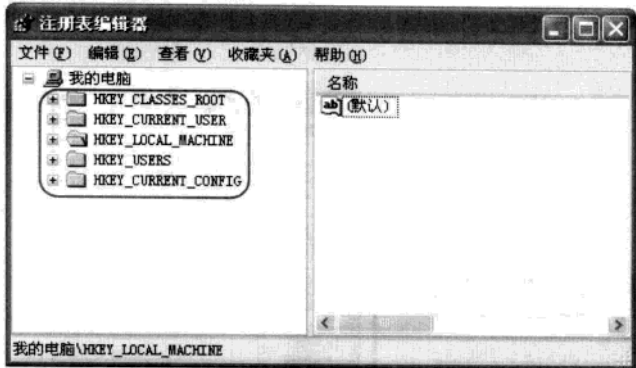 注册表编辑器
文件(F) 编辑(E) 查看(V) 收藏夹(A) 帮助(H)
我的电脑
HKEY_CLASSES_ROOT
HKEY_CURRENT_USER
HKEY_LOCAL_MACHINE
HKEY_USERS
HKEY_CURRENT_CONFIG
名称
ab (默认)
我的电脑\HKEY_LOCAL_MACHINE